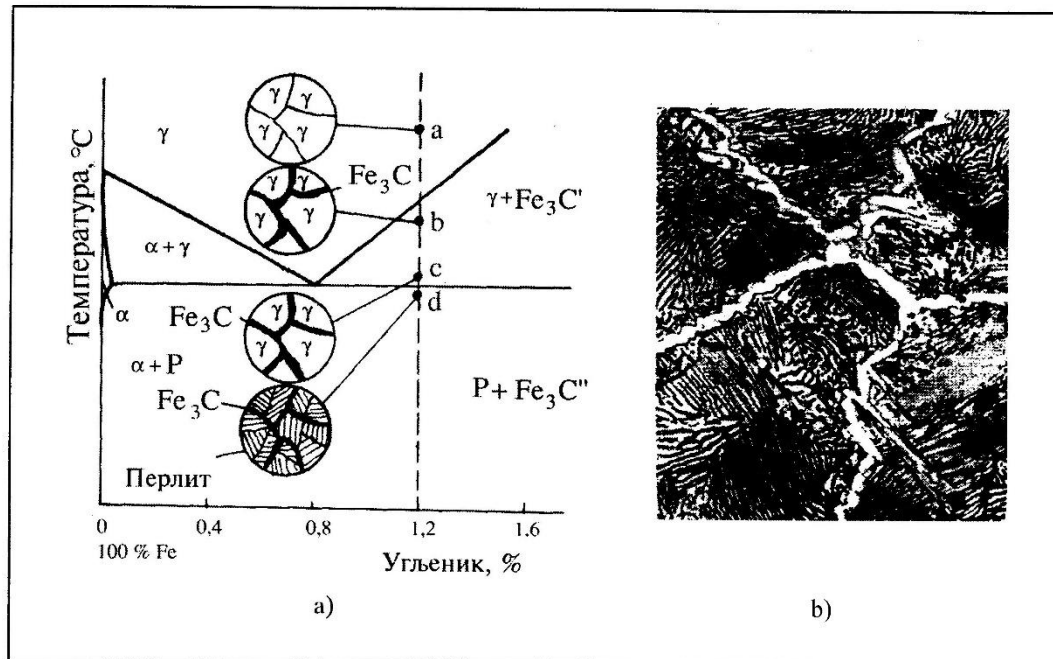 Температура, °C
γ
γ
γ
γ
γ
a
Fe₃C
γ
γ
γ
γ
b
γ+Fe₃C'
α+γ
c
d
α
Fe₃C
γ
γ
γ
γ
α+P
Fe₃C
P+ Fe₃C"
Перлит
0
0,4
0,8
1,2
1.6
100 % Fe
Угљеник, %
a)
b)